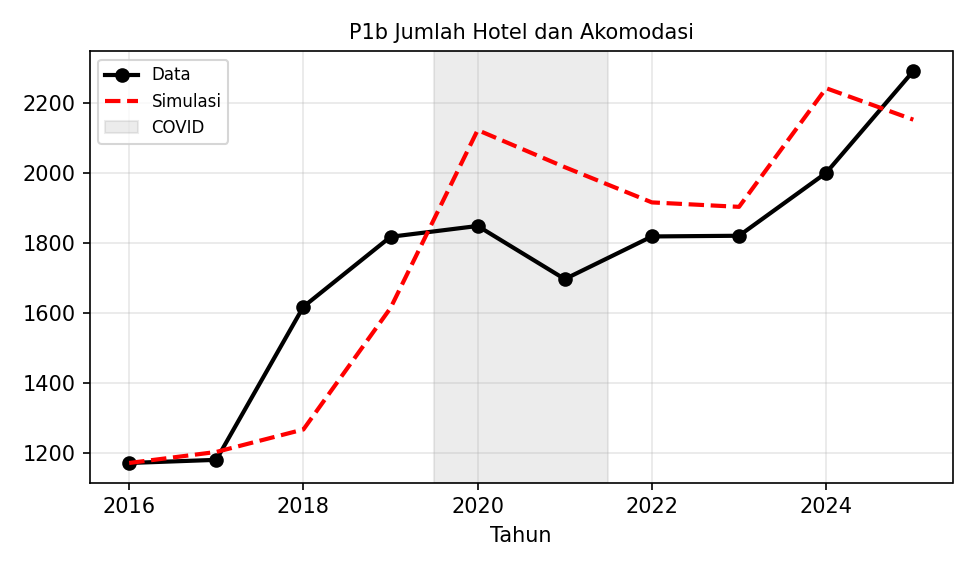 P1b Jumlah Hotel dan Akomodasi
Data
Simulasi
COVID
2200
2000
1800
1600
1400
1200
2016 2018 2020 2022 2024
Tahun